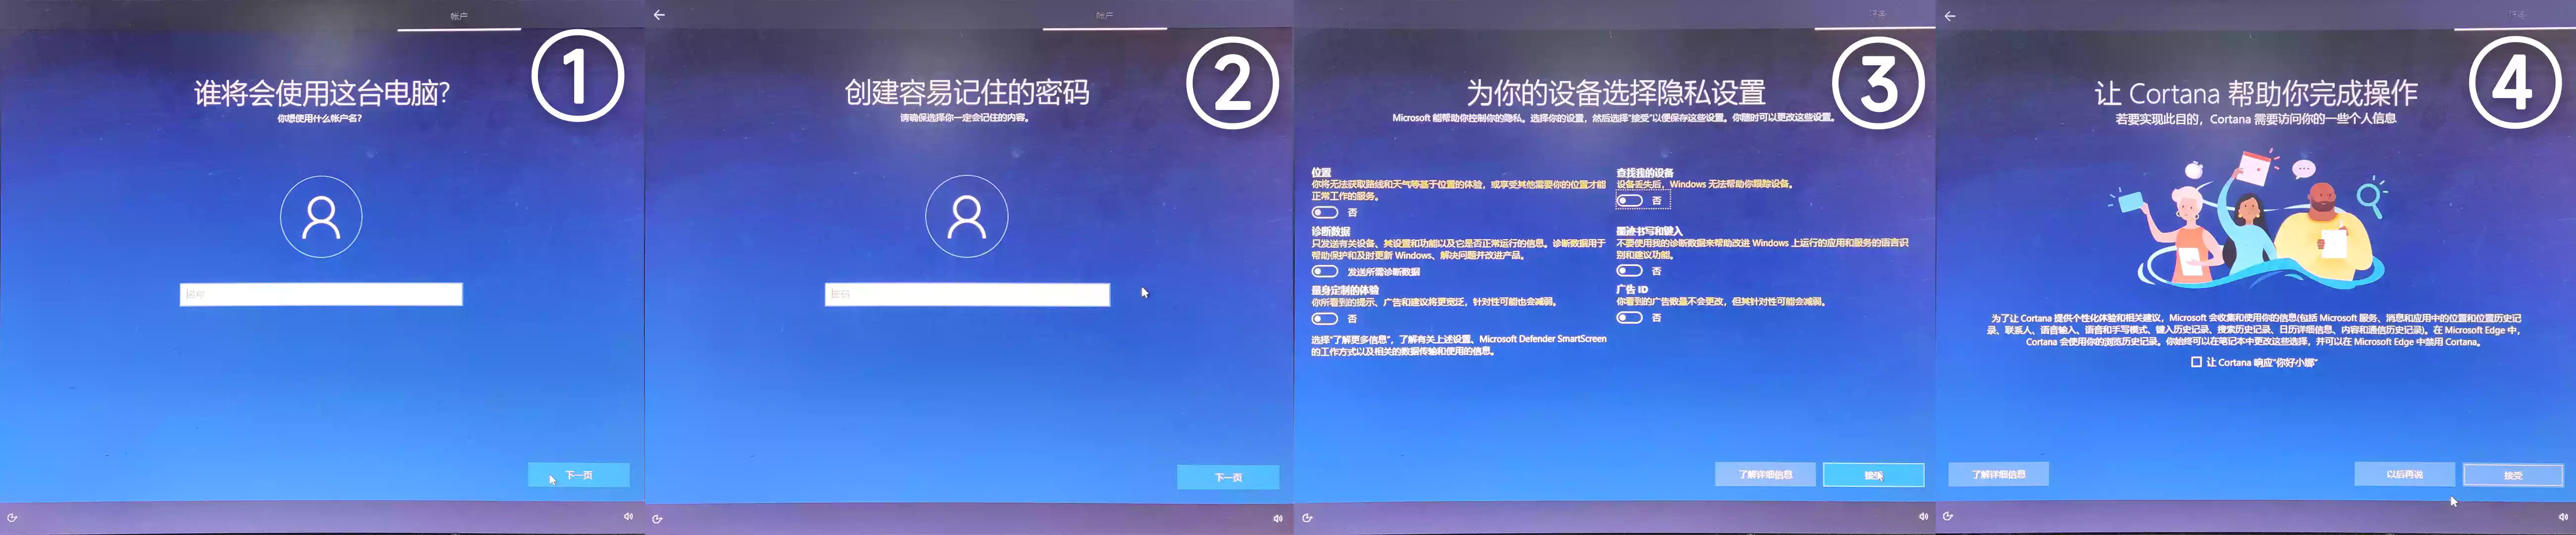 帐户
①
谁将会使用这台电脑?
你想使用什么帐户名?
名称
下一页
帐户
②
创建容易记住的密码
请确保选择你一定会记住的内容。
密码
下一页
服务
③
为你的设备选择隐私设置
Microsoft 能帮助你控制你的隐私。选择你的设置，然后选择"接受"以便保存这些设置。你随时可以更改这些设置。
位置
你将无法获取路线和天气等基于位置的体验，或享受其他需要你的位置才能
正常工作的服务。
否
诊断数据
只发送有关设备、其设置和功能以及它是否正常运行的信息。诊断数据用于
帮助保护和及时更新 Windows、解决问题并改进产品。
发送所需诊断数据
量身定制的体验
你所看到的提示、广告和建议将更宽泛，针对性可能也会减弱。
否
选择"了解更多信息"，了解有关上述设置、Microsoft Defender SmartScreen
的工作方式以及相关的数据传输和使用的信息。
查找我的设备
设备丢失后，Windows 无法帮助你跟踪设备。
否
墨迹书写和键入
不要使用我的诊断数据来帮助改进 Windows 上运行的应用和服务的语言识
别和建议功能。
否
广告 ID
你看到的广告数量不会更改，但其针对性可能会减弱。
否
了解详细信息
接受
服务
④
让 Cortana 帮助你完成操作
若要实现此目的，Cortana 需要访问你的一些个人信息
为了让 Cortana 提供个性化体验和相关建议，Microsoft 会收集和使用你的信息(包括 Microsoft 服务、消息和应用中的位置和位置历史记
录、联系人、语音输入、语音和手写模式、键入历史记录、搜索历史记录、日历详细信息、内容和通信历史记录)。在 Microsoft Edge 中，
Cortana 会使用你的浏览历史记录。你始终可以在笔记本中更改这些选择，并可以在 Microsoft Edge 中禁用 Cortana。
让 Cortana 响应"你好小娜"
了解详细信息
以后再说
接受